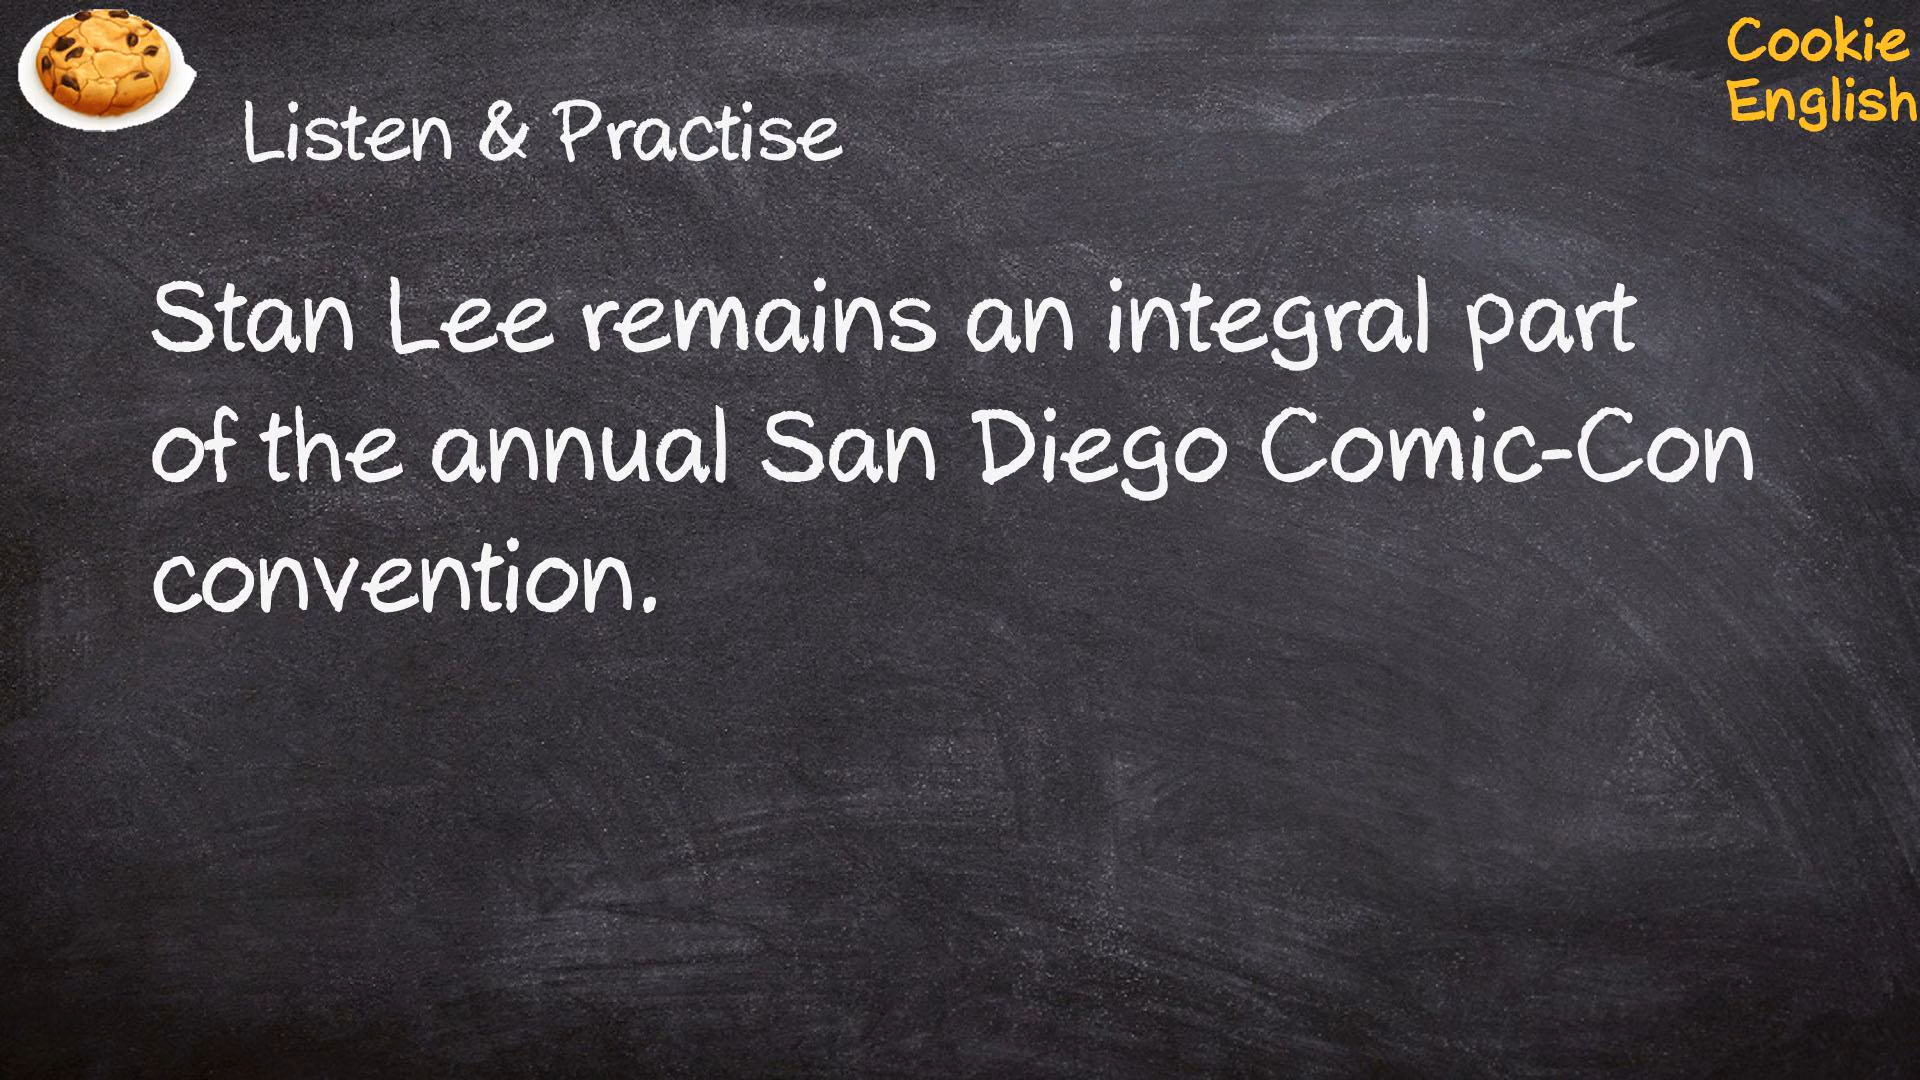 Cookie
English
Listen & Practise
Stan Lee remains an integral part
of the annual San Diego Comic-Con
convention.